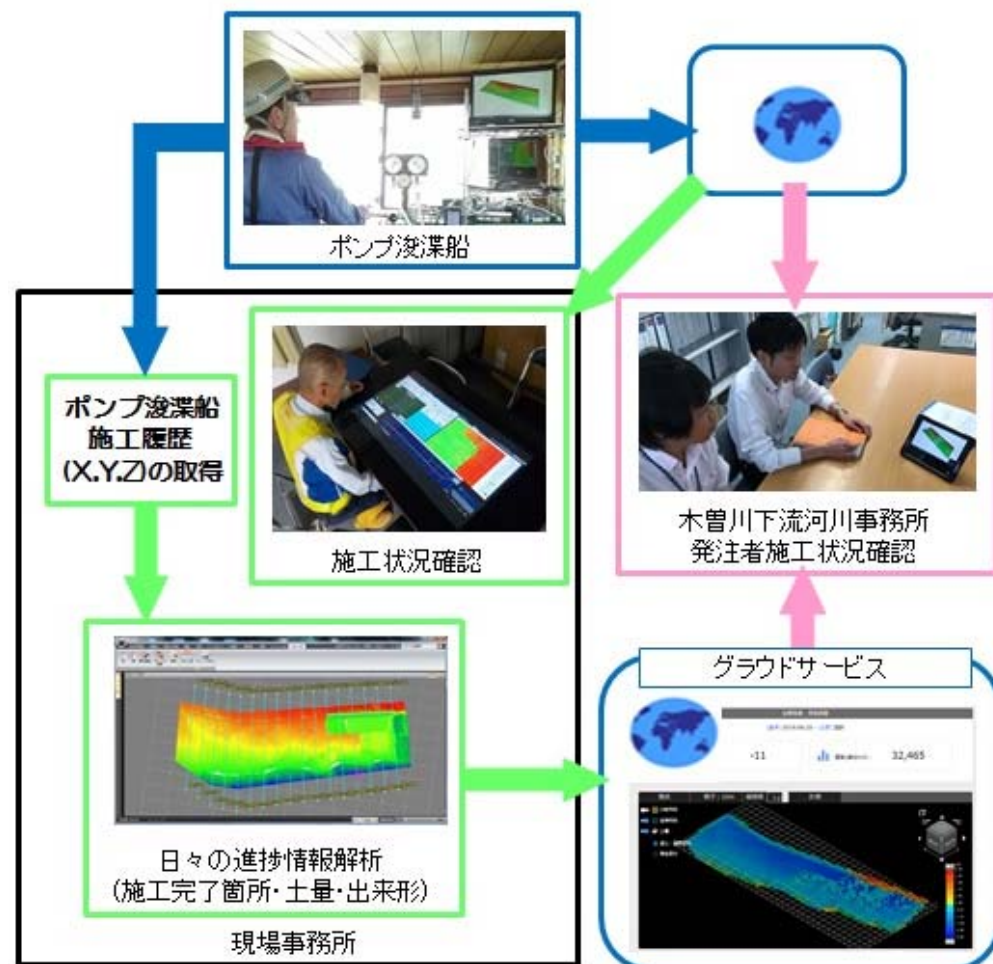 ポンプ浚渫船
ポンプ浚渫船
施工履歴
(X.Y.Z)の取得
施工状況確認
木曽川下流河川事務所
発注者施工状況確認
グラウドサービス
-11
32,465
日々の進捗情報解析
(施工完了箇所・土量・出来形)
現場事務所